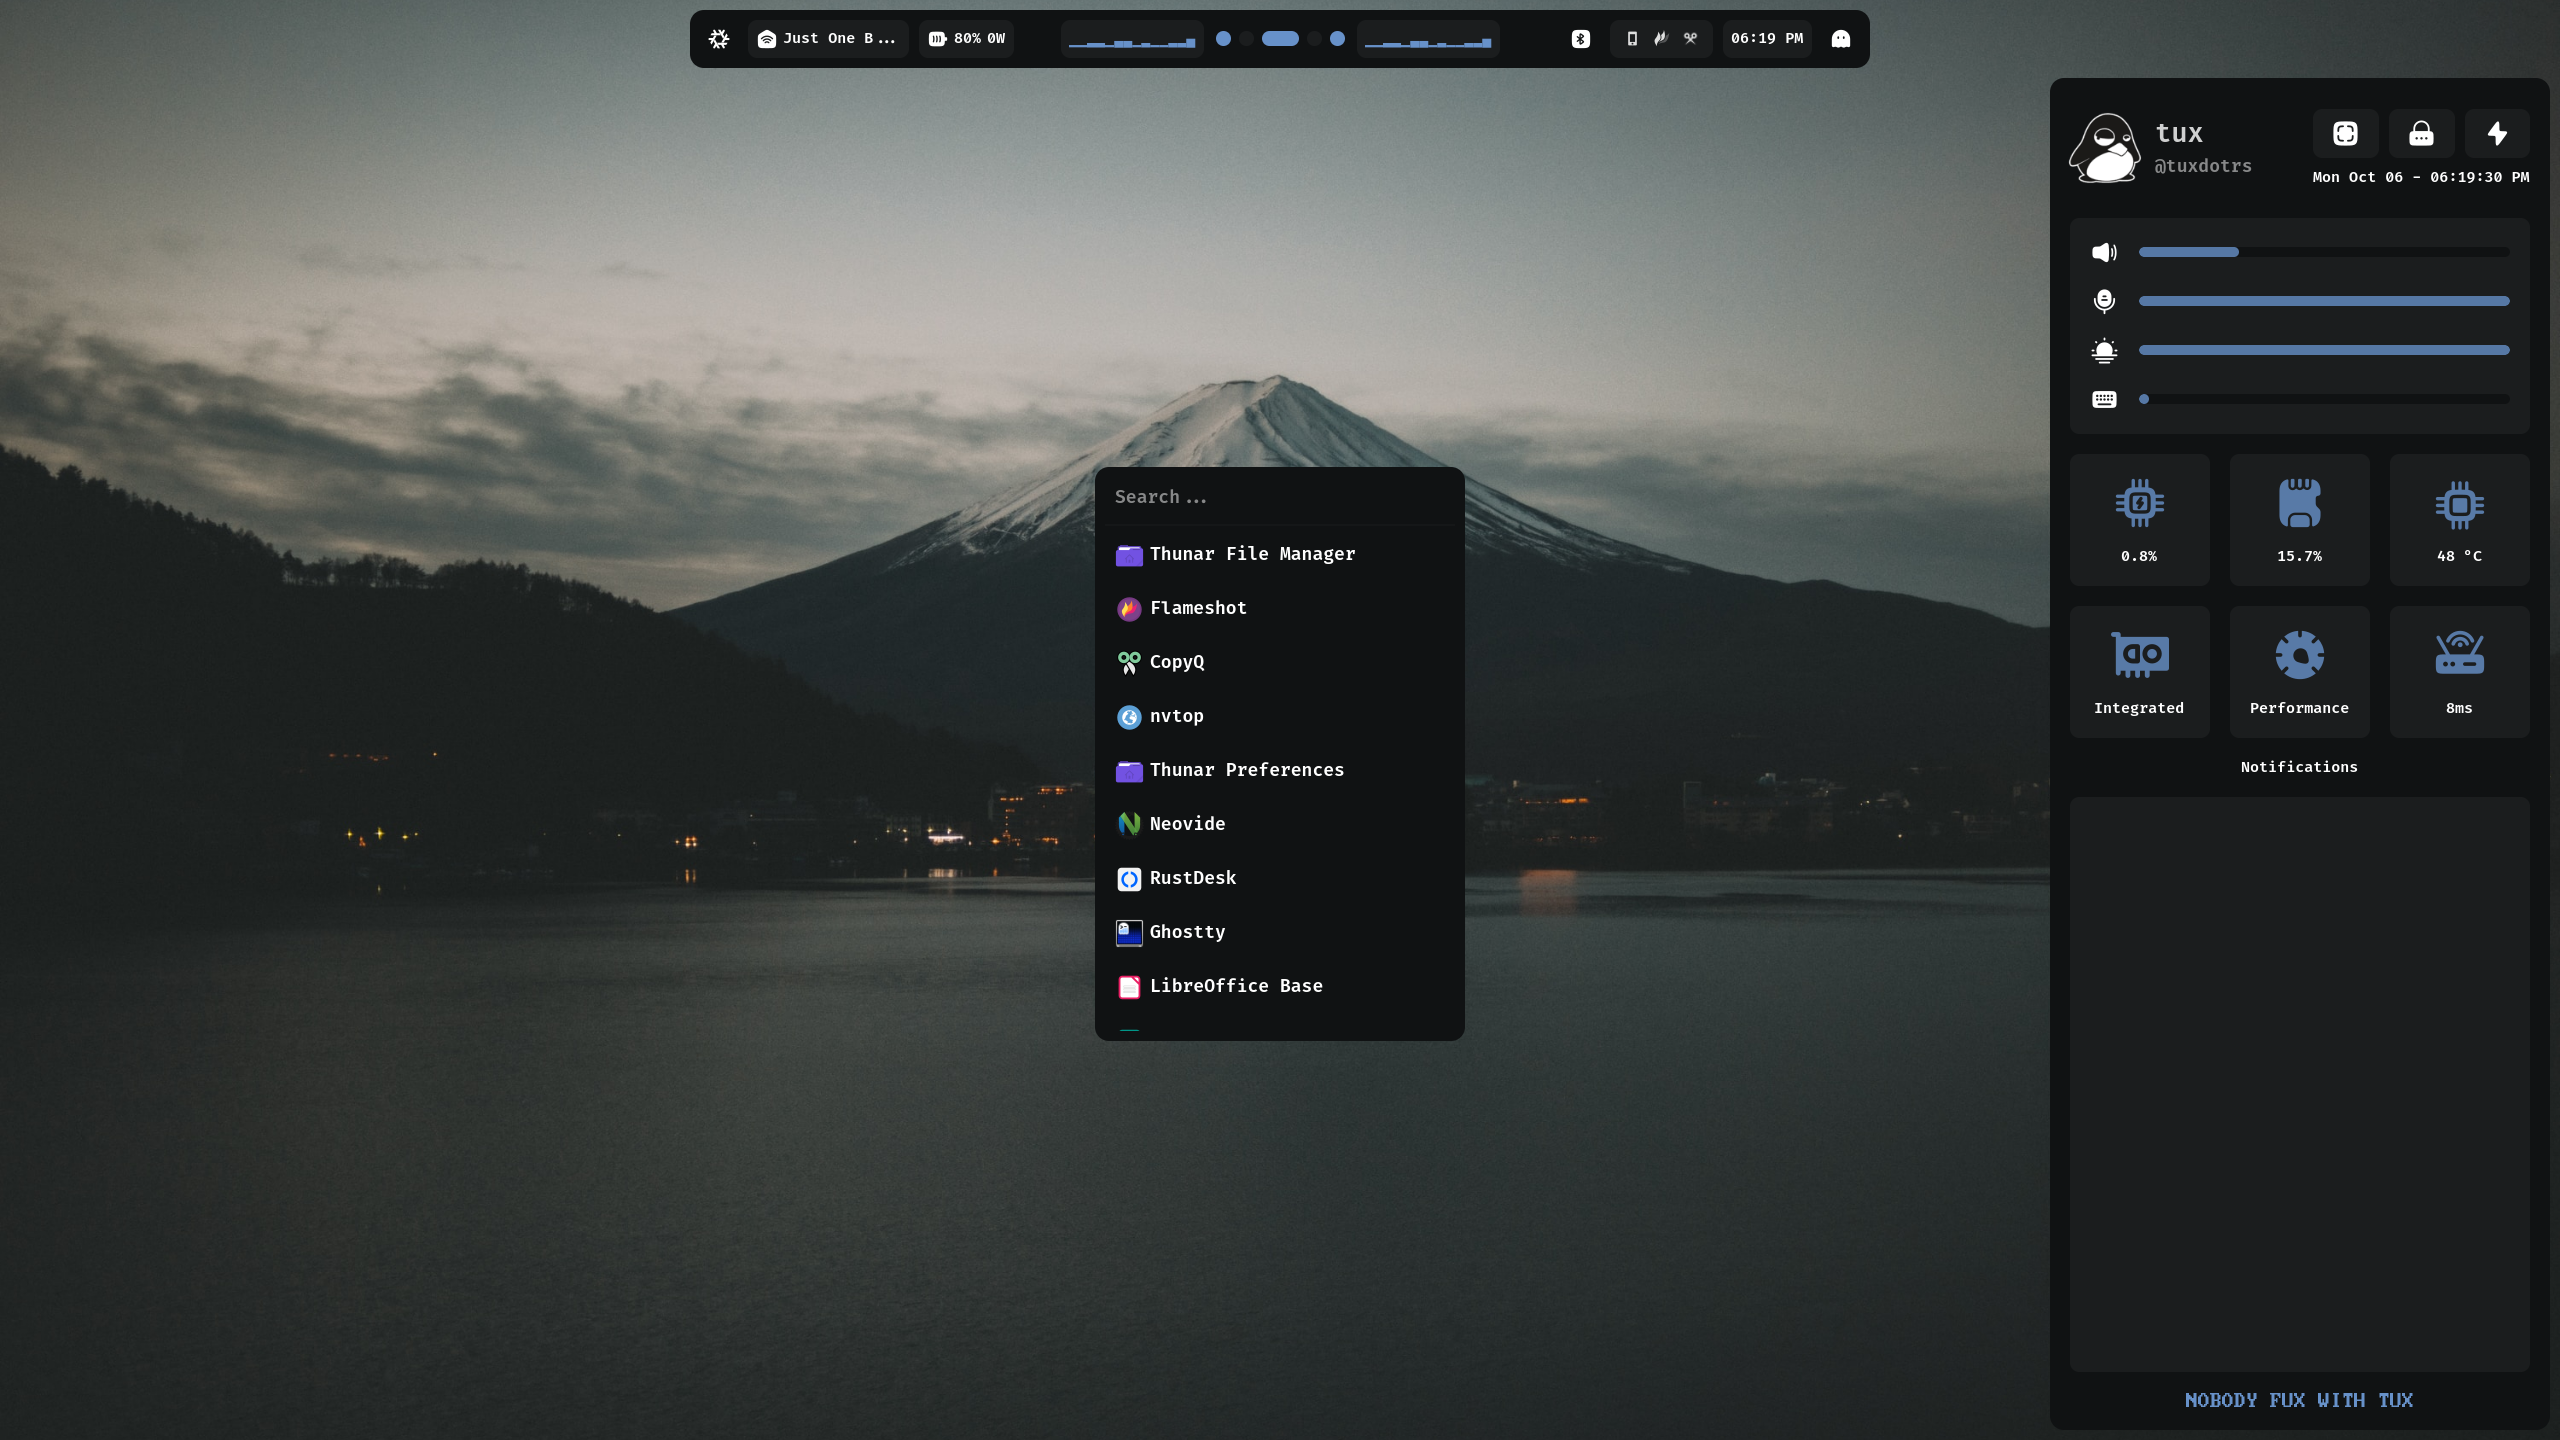 Just One B...
80% 0W
06:19 PM
tux
@tuxdotrs
Mon Oct 06 - 06:19:30 PM
0.8%
15.7%
48 °C
Integrated
Performance
8ms
Notifications
NOBODY FUX WITH TUX
Search...
Thunar File Manager
Flameshot
CopyQ
nvtop
Thunar Preferences
Neovide
RustDesk
Ghostty
LibreOffice Base